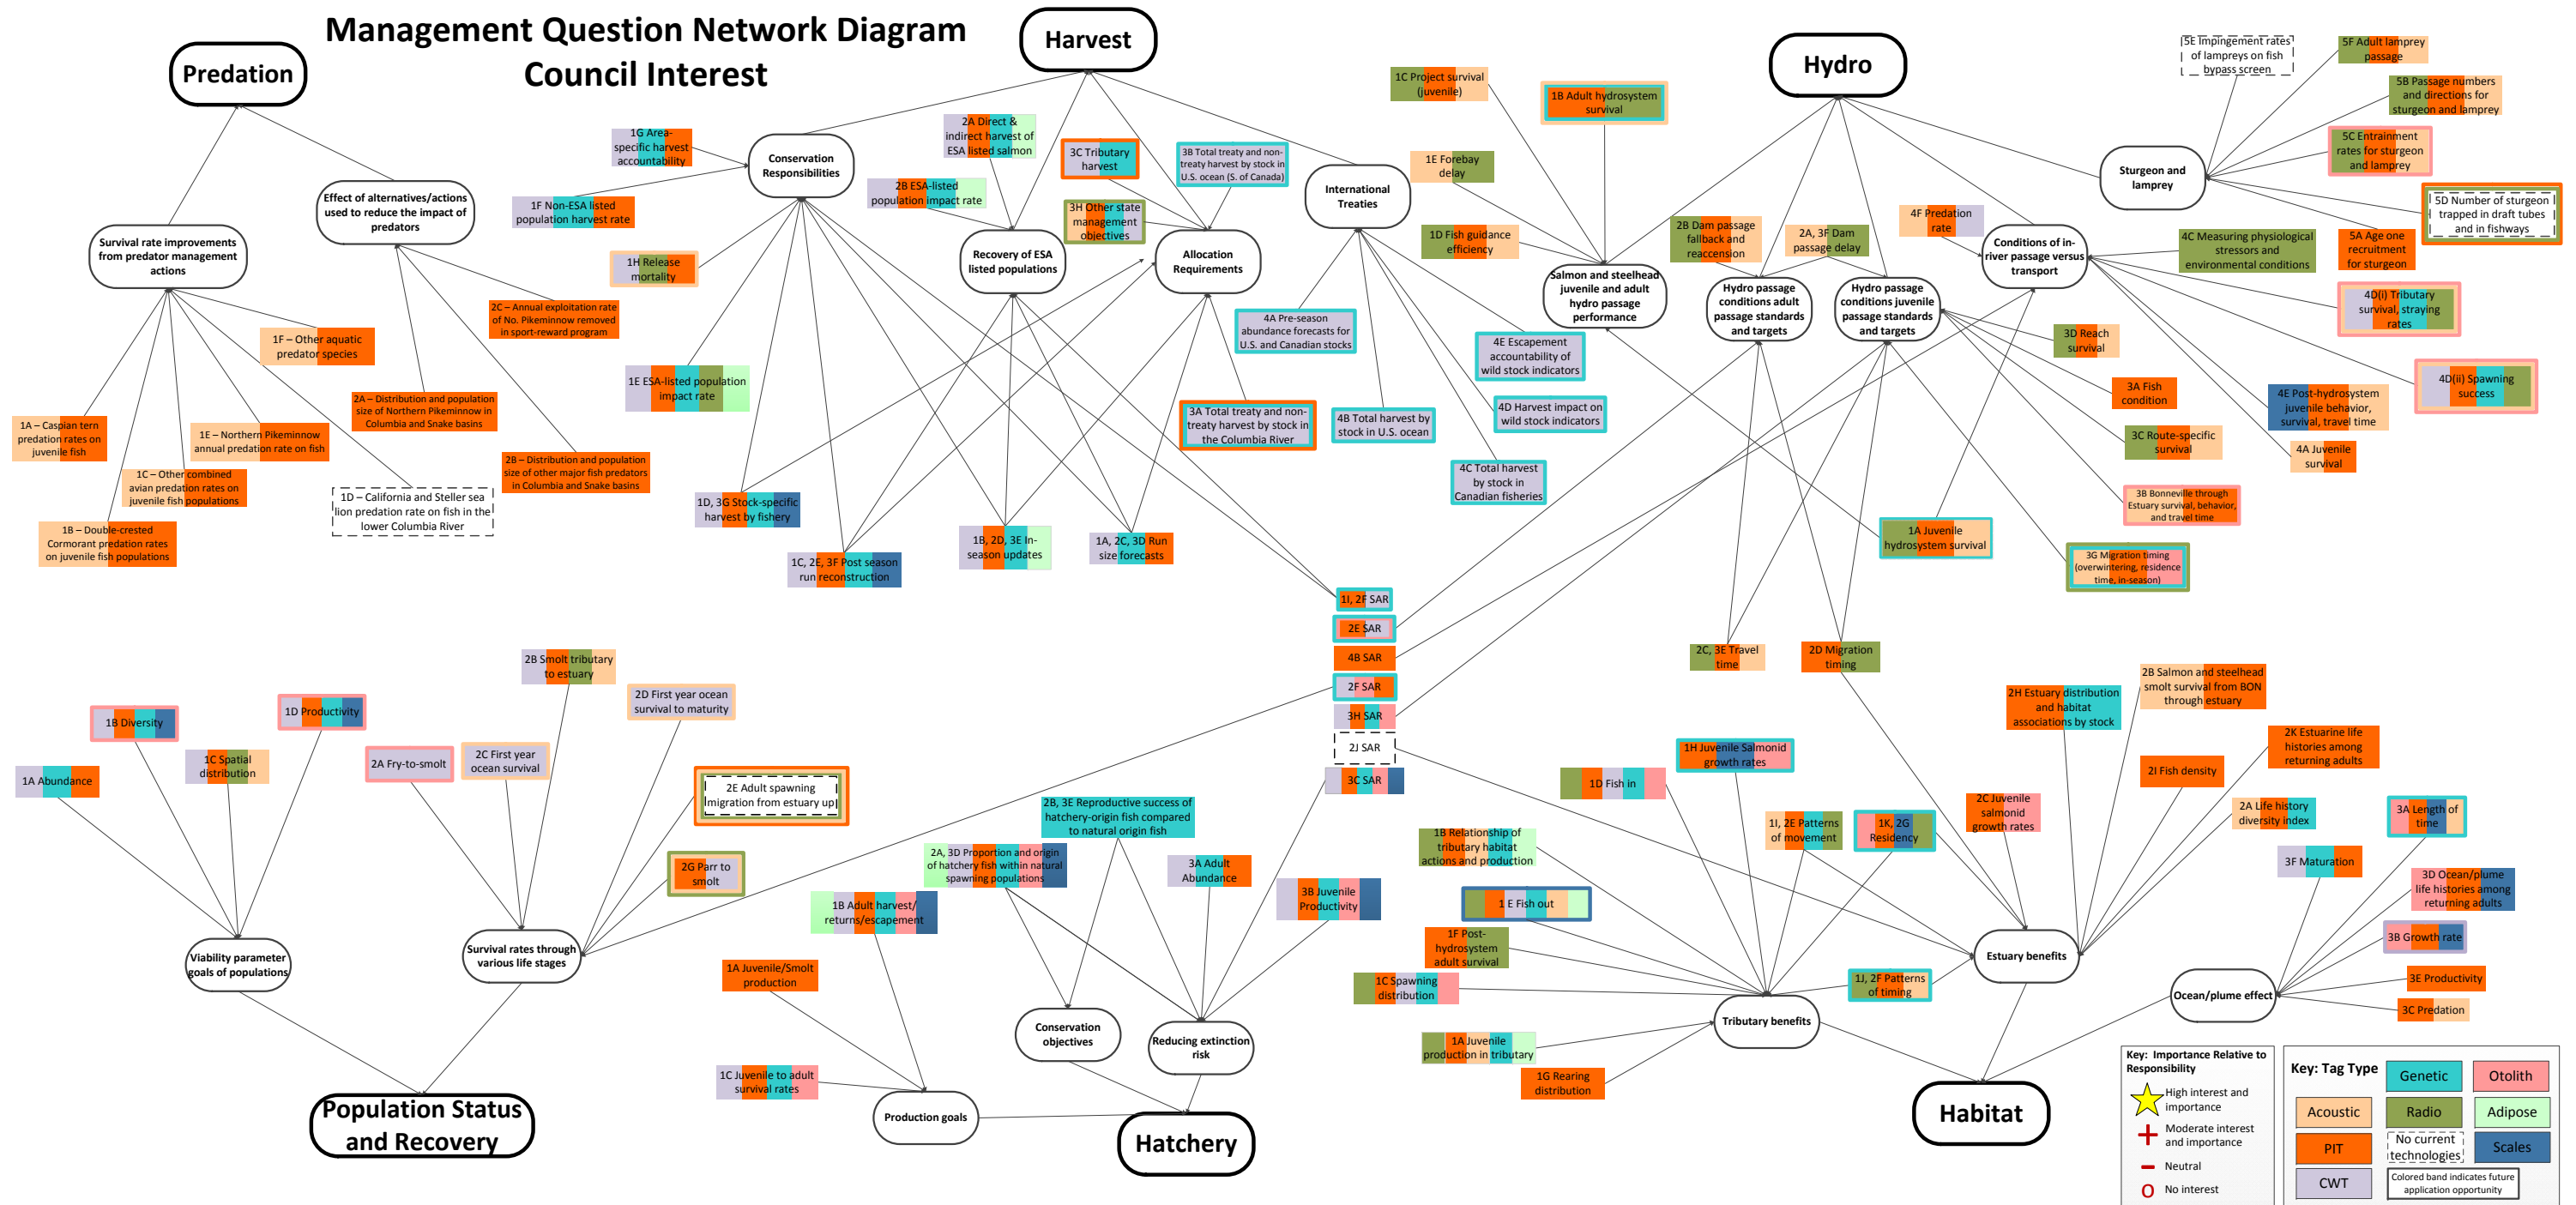 Management Question Network Diagram
Council Interest
Predation
Harvest
Hydro
Effect of alternatives/actions
used to reduce the impact of
predators
Survival rate improvements
from predator management
actions
2C – Annual exploitation rate
of No. Pikeminnow removed
in sport-reward program
1F – Other aquatic
predator species
2A – Distribution and population
size of Northern Pikeminnow in
Columbia and Snake basins
1A – Caspian tern
predation rates on
juvenile fish
1E – Northern Pikeminnow
annual predation rate on fish
2B – Distribution and population
size of other major fish predators
in Columbia and Snake basins
1C – Other combined
avian predation rates on
juvenile fish populations
1D – California and Steller sea
lion predation rate on fish in the
lower Columbia River
1B – Double-crested
Cormorant predation rates
on juvenile fish populations
1G Area-
specific harvest
accountability
Conservation
Responsibilities
1F Non-ESA listed
population harvest rate
1H Release
mortality
1E ESA-listed population
impact rate
2A Direct &
indirect harvest of
ESA listed salmon
2B ESA-listed
population impact rate
Recovery of ESA
listed populations
3C Tributary
harvest
3B Total treaty and non-
treaty harvest by stock in
U.S. ocean (S. of Canada)
3H Other state
management
objectives
Allocation
Requirements
International
Treaties
4A Pre-season
abundance forecasts for
U.S. and Canadian stocks
4E Escapement
accountability of
wild stock indicators
3A Total treaty and non-
treaty harvest by stock in
the Columbia River
4B Total harvest by
stock in U.S. ocean
4D Harvest impact on
wild stock indicators
4C Total harvest
by stock in
Canadian fisheries
1D, 3G Stock-specific
harvest by fishery
1C, 2E, 3F Post season
run reconstruction
1B, 2D, 3E In-
season updates
1A, 2C, 3D Run
size forecasts
1C Project survival
(juvenile)
1B Adult hydrosystem
survival
1E Forebay
delay
1D Fish guidance
efficiency
Salmon and steelhead
juvenile and adult
hydro passage
performance
2B Dam passage
fallback and
reaccension
2A, 3F Dam
passage delay
Hydro passage
conditions adult
passage standards
and targets
Hydro passage
conditions juvenile
passage standards
and targets
4F Predation
rate
Conditions of in-
river passage versus
transport
Sturgeon and
lamprey
5E Impingement rates
of lampreys on fish
bypass screen
5F Adult lamprey
passage
5B Passage numbers
and directions for
sturgeon and lamprey
5C Entrainment
rates for sturgeon
and lamprey
5D Number of sturgeon
trapped in draft tubes
and in fishways
5A Age one
recruitment
for sturgeon
4C Measuring physiological
stressors and
environmental conditions
4D(i) Tributary
survival, straying
rates
4D(ii) Spawning
success
4E Post-hydrosystem
juvenile behavior,
survival, travel time
4A Juvenile
survival
3D Reach
survival
3A Fish
condition
3C Route-specific
survival
3B Bonneville through
Estuary survival, behavior,
and travel time
1A Juvenile
hydrosystem survival
3G Migration timing
(overwintering, residence
time, in-season)
2C, 3E Travel
time
2D Migration
timing
1I, 2F SAR
2E SAR
4B SAR
2F SAR
3H SAR
2J SAR
3C SAR
2B Smolt tributary
to estuary
2D First year ocean
survival to maturity
1B Diversity
1D Productivity
1C Spatial
distribution
1A Abundance
2A Fry-to-smolt
2C First year
ocean survival
2E Adult spawning
migration from estuary up
2G Parr to
smolt
Viability parameter
goals of populations
Survival rates through
various life stages
Population Status
and Recovery
2B, 3E Reproductive success of
hatchery-origin fish compared
to natural origin fish
2A, 3D Proportion and origin
of hatchery fish within natural
spawning populations
3A Adult
Abundance
3B Juvenile
Productivity
1B Adult harvest/
returns/escapement
1A Juvenile/Smolt
production
1C Juvenile to adult
survival rates
Production goals
Conservation
objectives
Reducing extinction
risk
Hatchery
1D Fish in
1H Juvenile Salmonid
growth rates
1B Relationship of
tributary habitat
actions and production
1 E Fish out
1F Post-
hydrosystem
adult survival
1C Spawning
distribution
1A Juvenile
production in tributary
1G Rearing
distribution
1I, 2E Patterns
of movement
1K, 2G
Residency
1J, 2F Patterns
of timing
Tributary benefits
2H Estuary distribution
and habitat
associations by stock
2B Salmon and steelhead
smolt survival from BON
through estuary
2K Estuarine life
histories among
returning adults
2I Fish density
2C Juvenile
salmonid
growth rates
2A Life history
diversity index
Estuary benefits
3A Length of
time
3F Maturation
3D Ocean/plume
life histories among
returning adults
3B Growth rate
3E Productivity
3C Predation
Ocean/plume effect
Habitat
Key: Importance Relative to
Responsibility
High interest and
importance
Moderate interest
and importance
Neutral
No interest
Key: Tag Type
Genetic
Otolith
Acoustic
Radio
Adipose
PIT
No current
technologies
Scales
CWT
Colored band indicates future
application opportunity